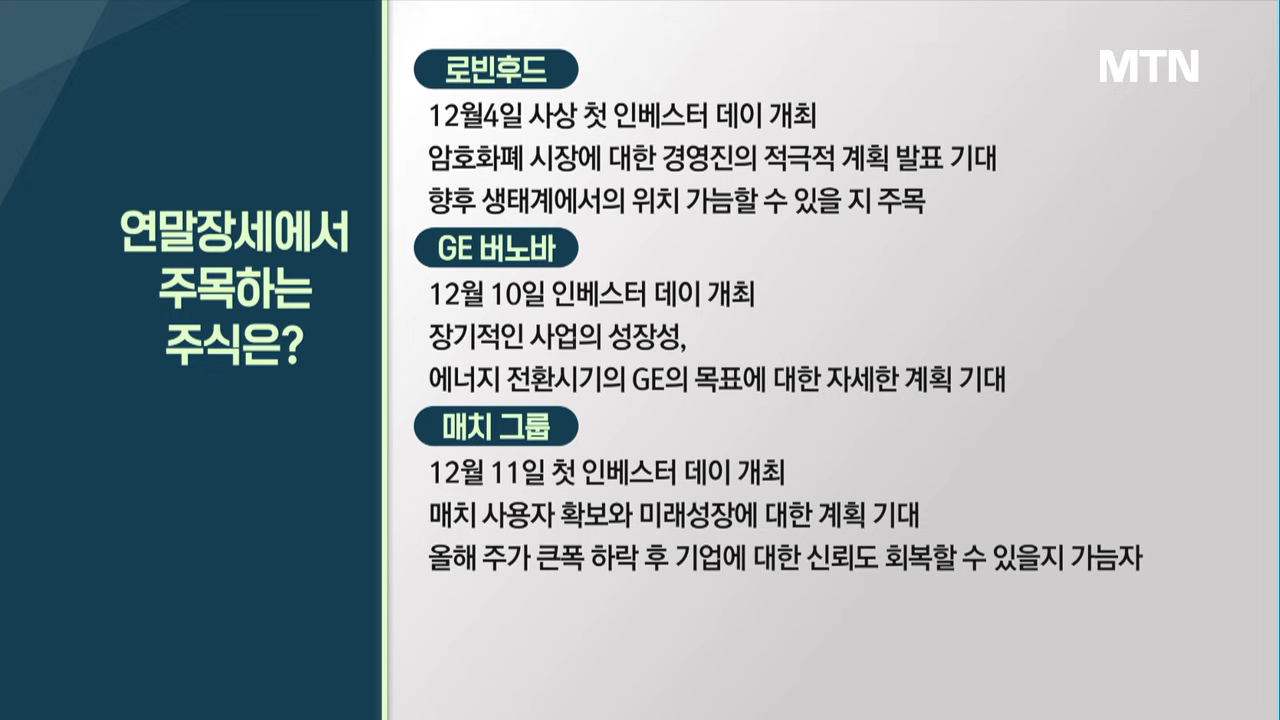 MTN
연말장세에서
주목하는
주식은?
로빈후드
12월4일 사상 첫 인베스터 데이 개최
암호화폐 시장에 대한 경영진의 적극적 계획 발표 기대
향후 생태계에서의 위치 가늠할 수 있을 지 주목
GE 버노바
12월 10일 인베스터 데이 개최
장기적인 사업의 성장성,
에너지 전환시기의 GE의 목표에 대한 자세한 계획 기대
매치 그룹
12월 11일 첫 인베스터 데이 개최
매치 사용자 확보와 미래성장에 대한 계획 기대
올해 주가 큰폭 하락 후 기업에 대한 신뢰도 회복할 수 있을지 가늠자